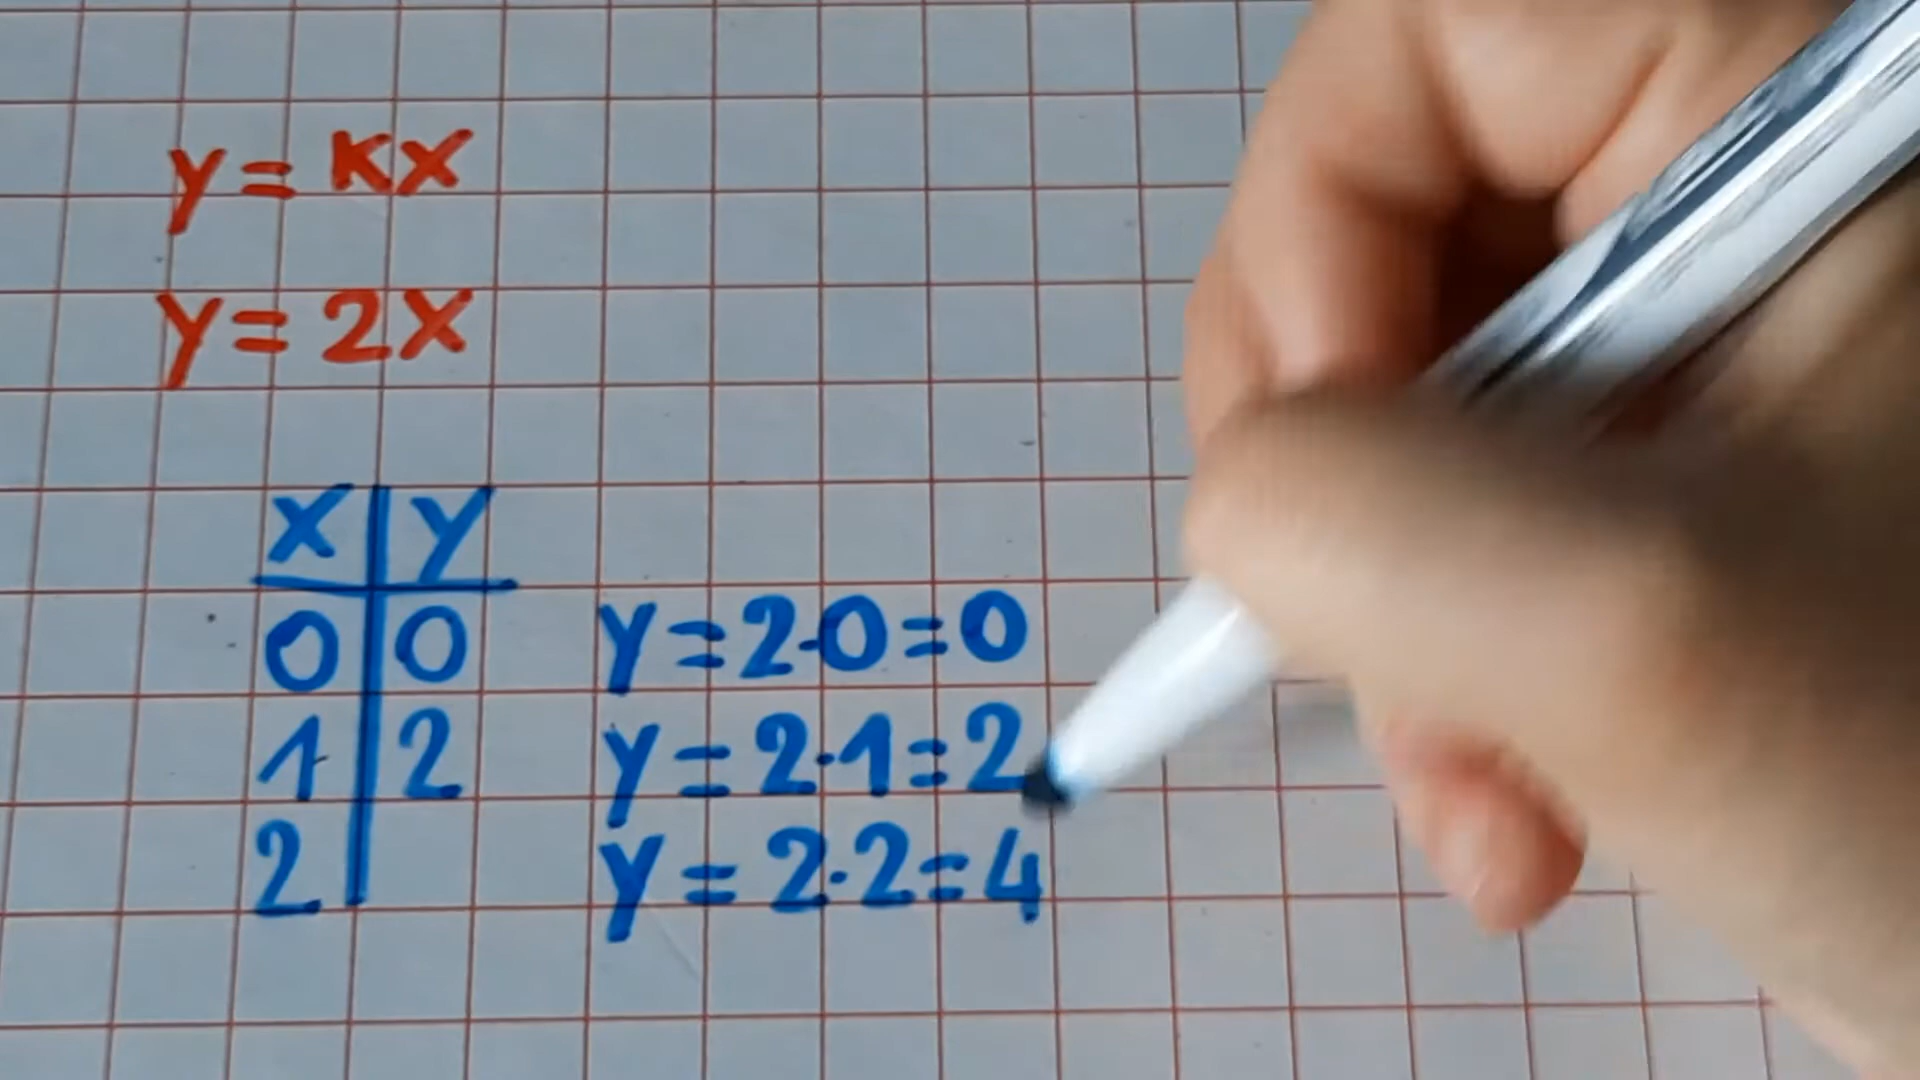 y = kx
y = 2x
x y
0 0 y = 2·0 = 0
1 2 y = 2·1 = 2
2 y = 2·2 = 4